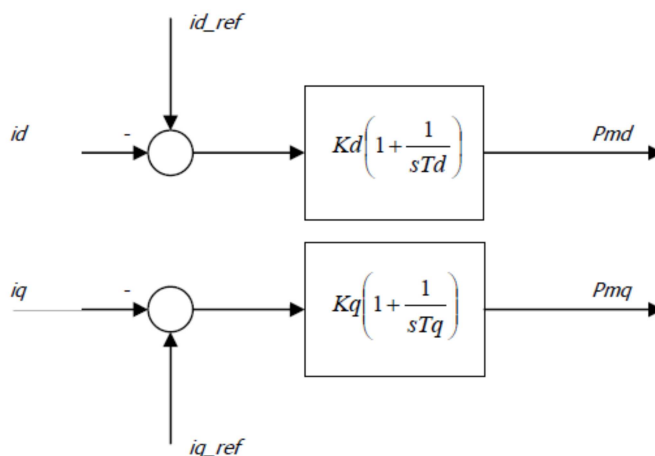 id_ref
id
-
Kd(1+1/sTd)
Pmd
iq
-
Kq(1+1/sTq)
Pmq
iq_ref